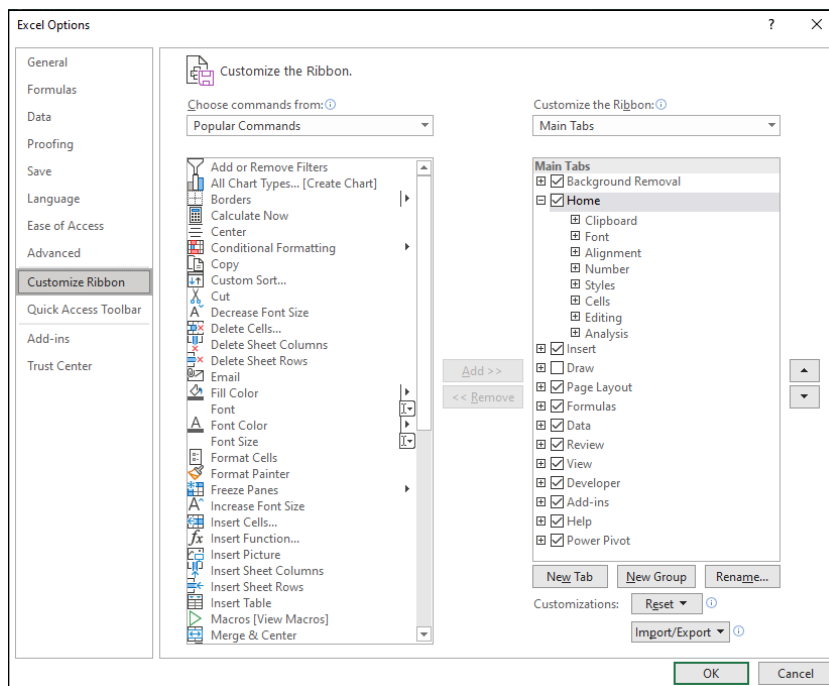 Excel Options
?
General
Formulas
Data
Proofing
Save
Language
Ease of Access
Advanced
Customize Ribbon
Quick Access Toolbar
Add-ins
Trust Center
Customize the Ribbon.
Choose commands from:
Popular Commands
Add or Remove Filters
All Chart Types... [Create Chart]
Borders
Calculate Now
Center
Conditional Formatting
Copy
Custom Sort...
Cut
Decrease Font Size
Delete Cells...
Delete Sheet Columns
Delete Sheet Rows
Email
Fill Color
Font
Font Color
Font Size
Format Cells
Format Painter
Freeze Panes
Increase Font Size
Insert Cells...
Insert Function...
Insert Picture
Insert Sheet Columns
Insert Sheet Rows
Insert Table
Macros [View Macros]
Merge & Center
Add >>
<< Remove
Customize the Ribbon:
Main Tabs
Main Tabs
Background Removal
Home
Clipboard
Font
Alignment
Number
Styles
Cells
Editing
Analysis
Insert
Draw
Page Layout
Formulas
Data
Review
View
Developer
Add-ins
Help
Power Pivot
New Tab
New Group
Rename...
Customizations:
Reset
Import/Export
OK
Cancel